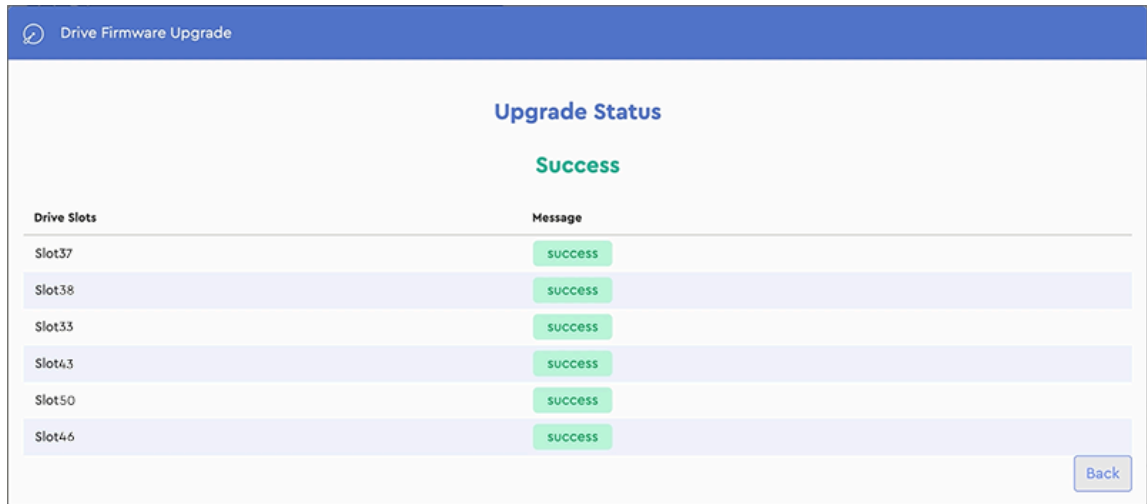 Drive Firmware Upgrade
Upgrade Status
Success
Drive Slots Message
Slot37 success
Slot38 success
Slot33 success
Slot43 success
Slot50 success
Slot46 success
Back